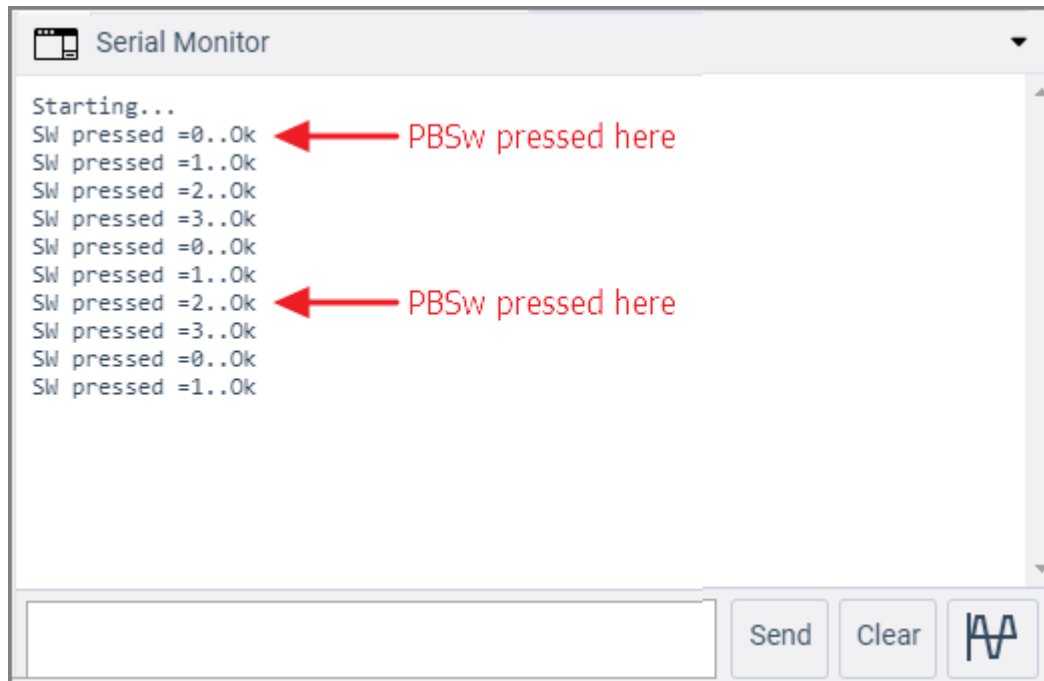 Serial Monitor
Starting...
SW pressed =0..Ok PBSw pressed here
SW pressed =1..Ok
SW pressed =2..Ok
SW pressed =3..Ok
SW pressed =0..Ok
SW pressed =1..Ok
SW pressed =2..Ok PBSw pressed here
SW pressed =3..Ok
SW pressed =0..Ok
SW pressed =1..Ok
Send Clear